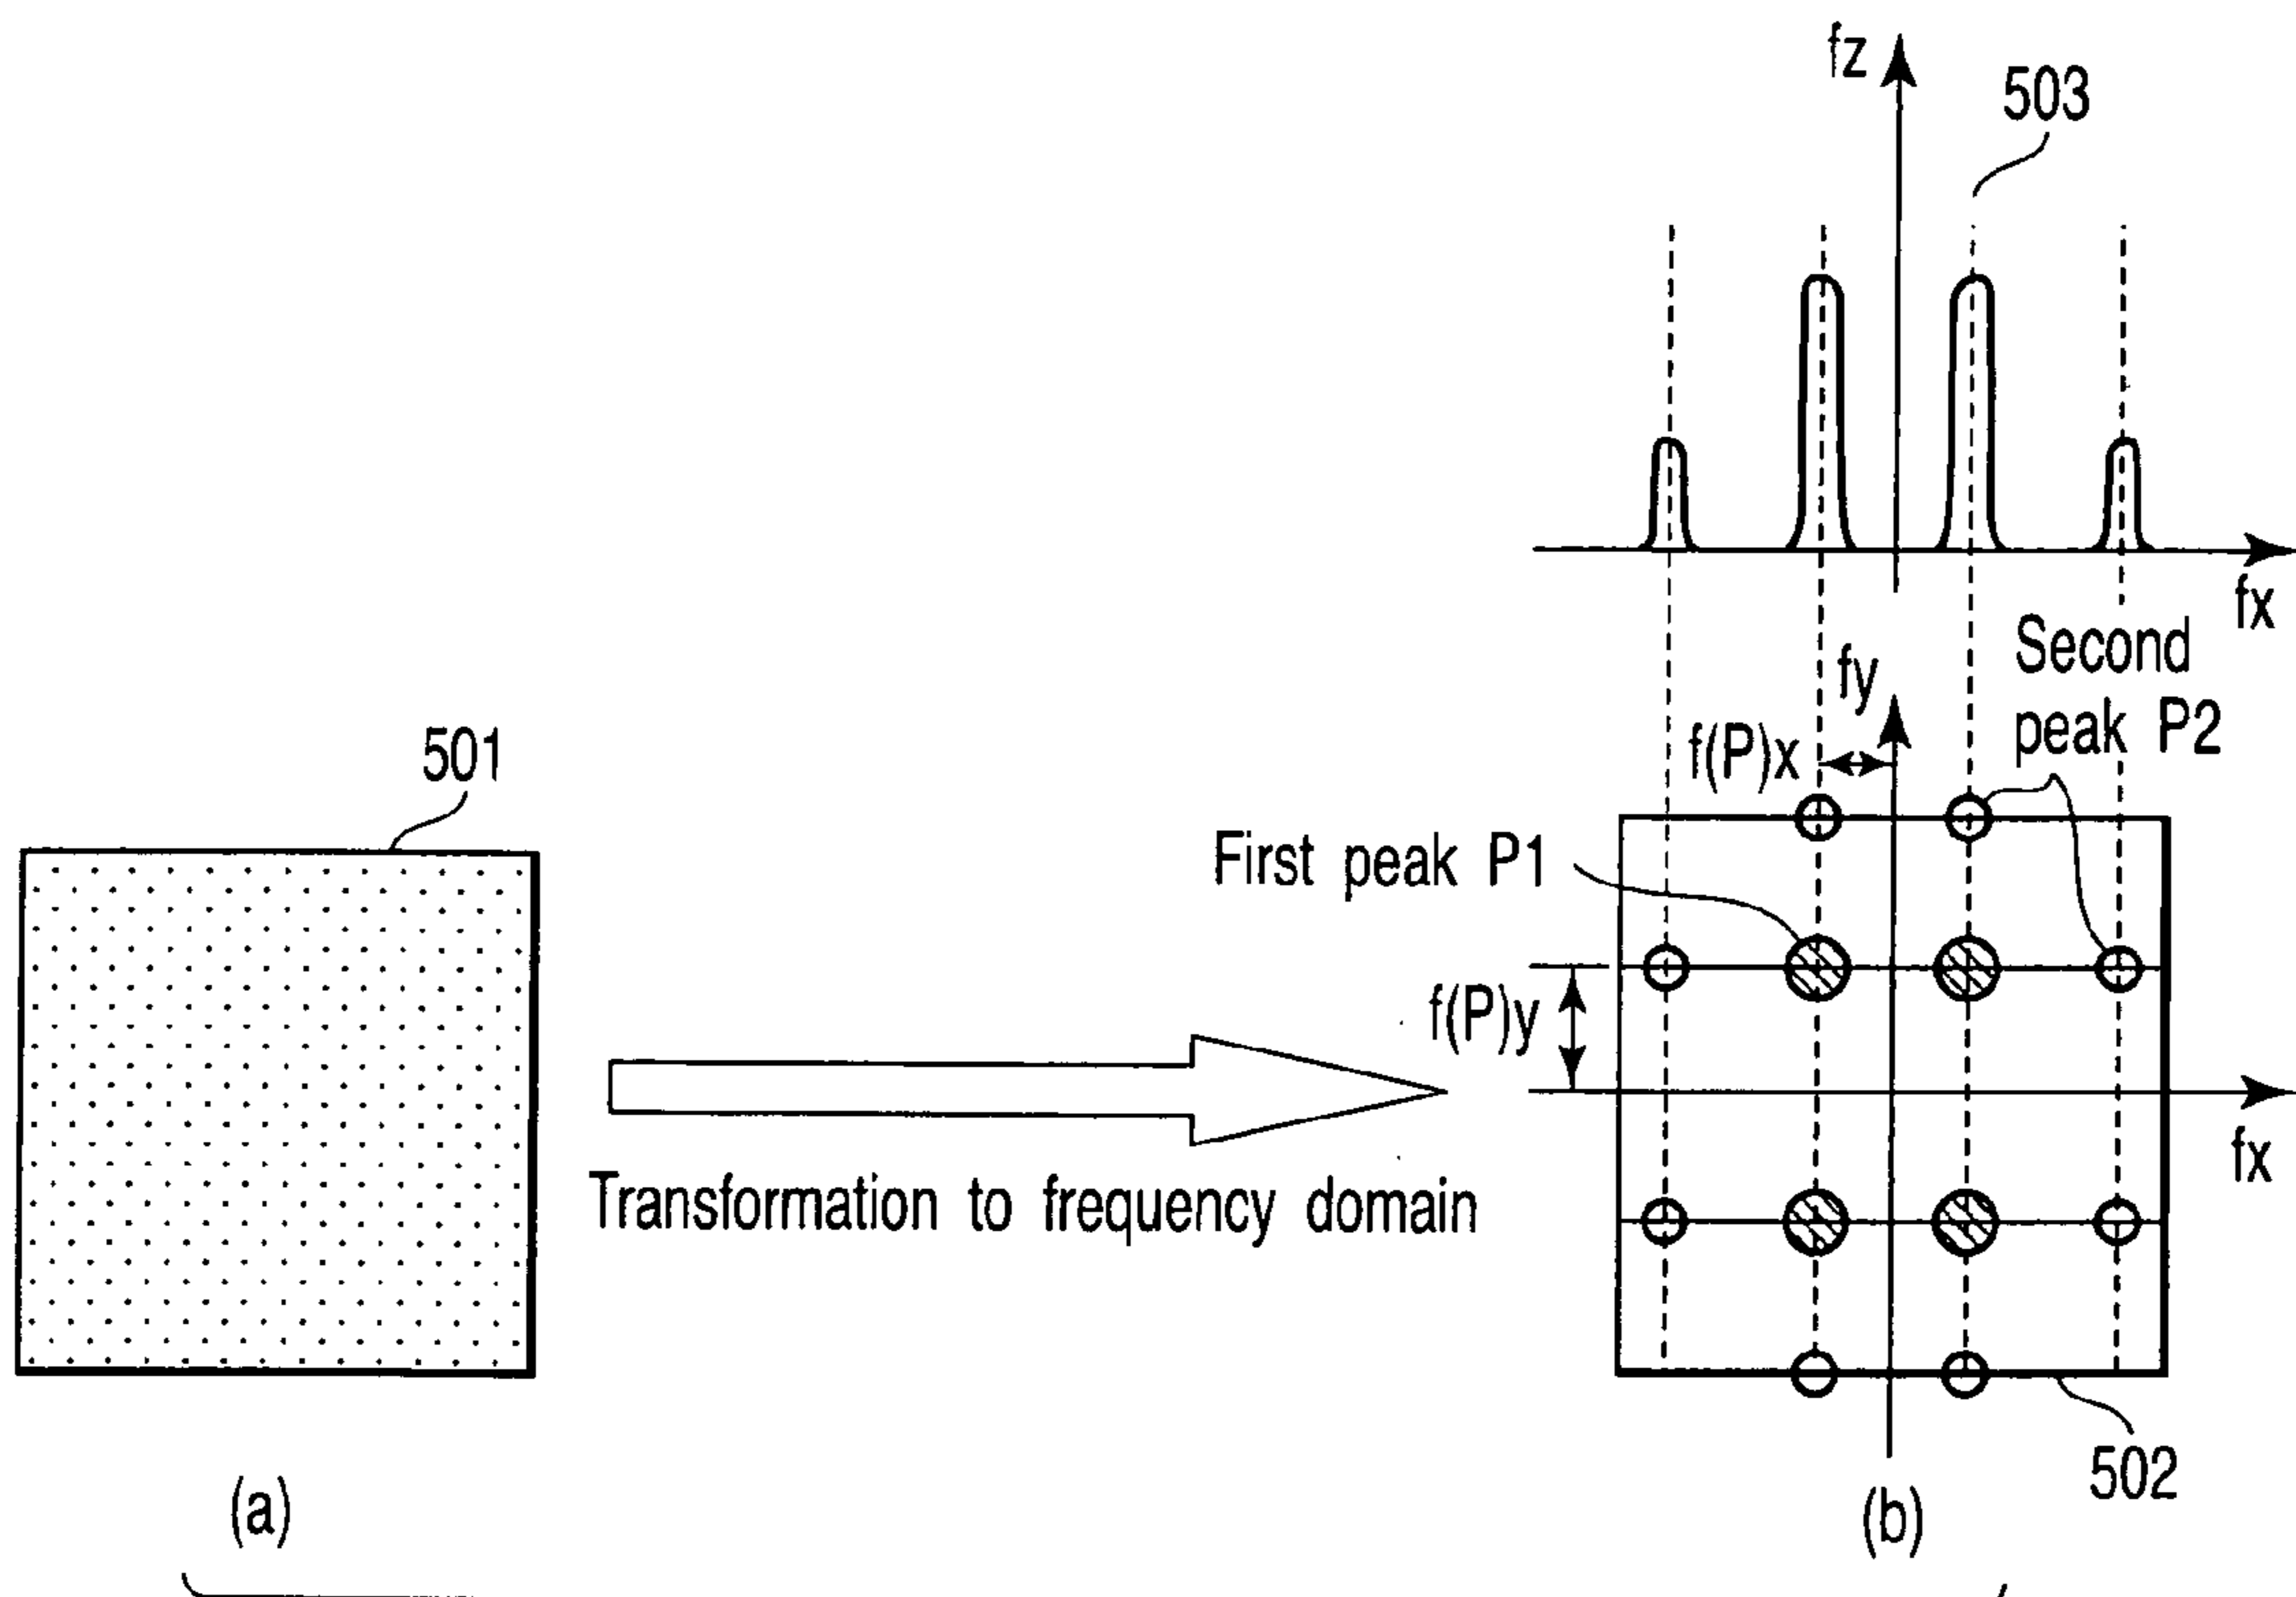 fz
503
fx
Second
peak P2
fy
f(P)x
501
First peak P1
f(P)y
Transformation to frequency domain
fx
502
(a)
(b)